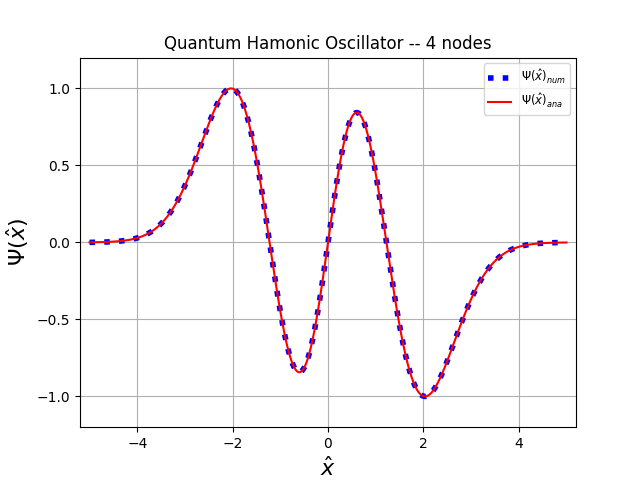 Quantum Hamonic Oscillator -- 4 nodes
Ψ(x̂)num
Ψ(x̂)ana
1.0
0.5
0.0
−0.5
−1.0
Ψ(x̂)
−4 −2 0 2 4
x̂